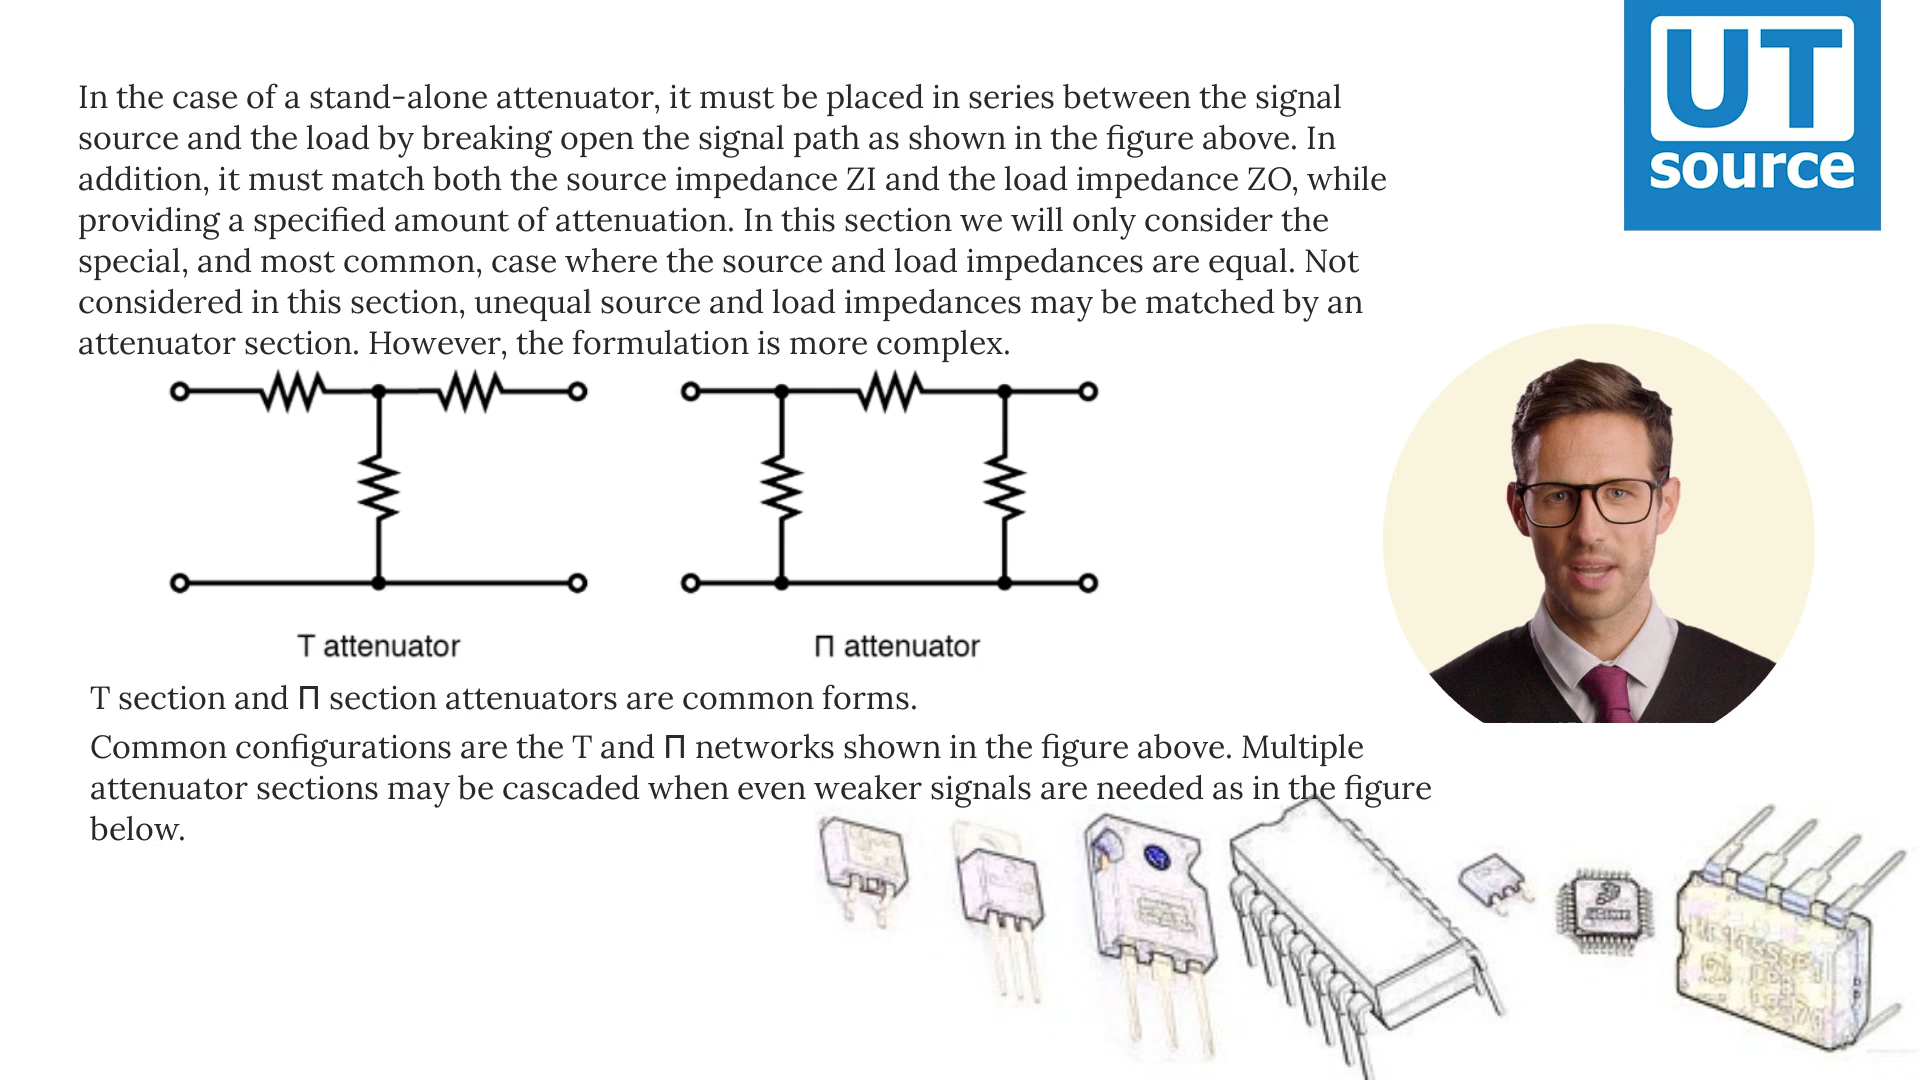 UT
source
In the case of a stand-alone attenuator, it must be placed in series between the signal
source and the load by breaking open the signal path as shown in the figure above. In
addition, it must match both the source impedance ZI and the load impedance ZO, while
providing a specified amount of attenuation. In this section we will only consider the
special, and most common, case where the source and load impedances are equal. Not
considered in this section, unequal source and load impedances may be matched by an
attenuator section. However, the formulation is more complex.
T attenuator
Π attenuator
T section and Π section attenuators are common forms.
Common configurations are the T and Π networks shown in the figure above. Multiple
attenuator sections may be cascaded when even weaker signals are needed as in the figure
below.